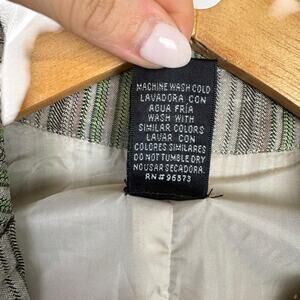 MACHINE WASH COLD
LAVADORA CON
AGUA FRÍA
WASH WITH
SIMILAR COLORS
LAVAR CON
COLORES SIMILARES
DO NOT TUMBLE DRY
NO USAR SECADORA.
RN# 96573